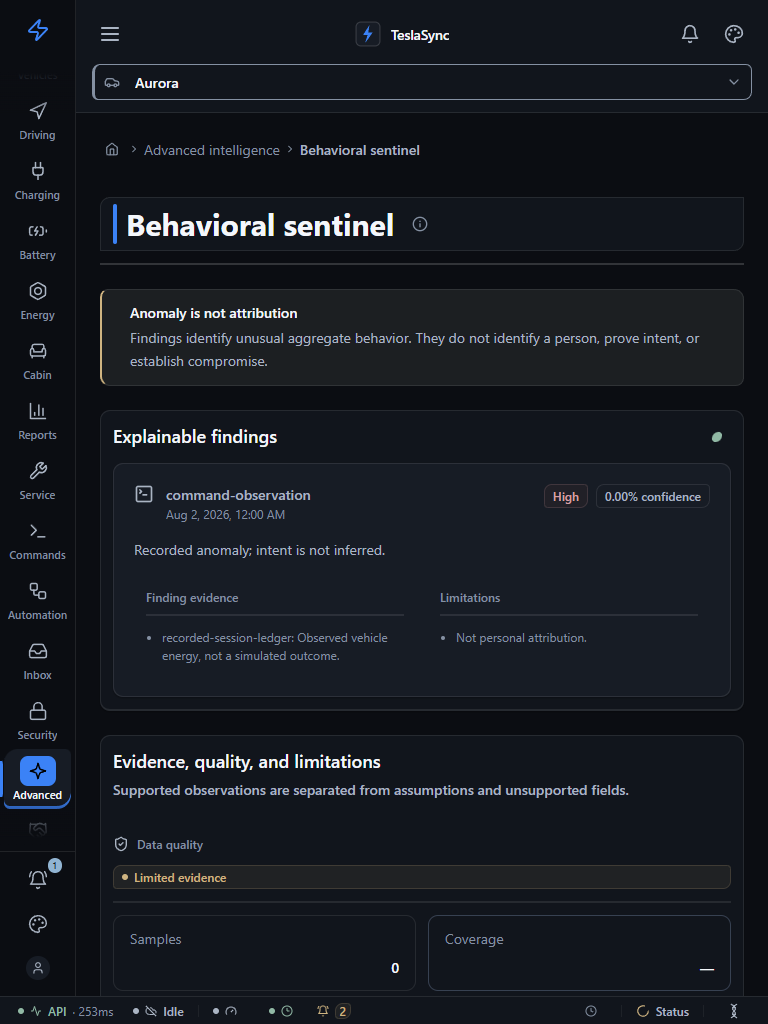 TeslaSync
Aurora
Driving
Charging
Battery
Energy
Cabin
Reports
Service
Commands
Automation
Inbox
Security
Advanced
1
Advanced intelligence
Behavioral sentinel
Behavioral sentinel
Anomaly is not attribution
Findings identify unusual aggregate behavior. They do not identify a person, prove intent, or
establish compromise.
Explainable findings
command-observation
High
0.00% confidence
Aug 2, 2026, 12:00 AM
Recorded anomaly; intent is not inferred.
Finding evidence
• recorded-session-ledger: Observed vehicle
energy, not a simulated outcome.
Limitations
• Not personal attribution.
Evidence, quality, and limitations
Supported observations are separated from assumptions and unsupported fields.
Data quality
Limited evidence
Samples
0
Coverage
—
API · 253ms
Idle
2
Status